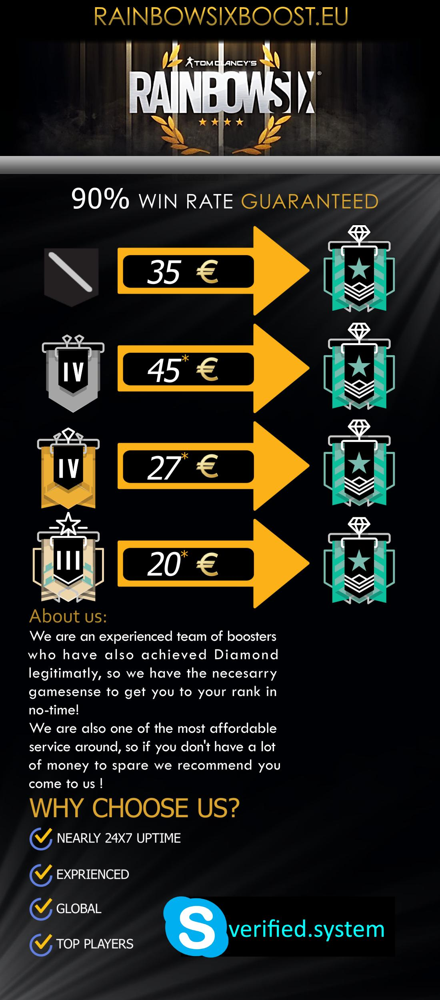 RAINBOWSIXBOOST.EU
TOM CLANCY'S
RAINBOWSIX®
90% WIN RATE GUARANTEED
35 €
IV 45* €
IV 27* €
III 20* €
About us:
We are an experienced team of boosters
who have also achieved Diamond
legitimatly, so we have the necesarry
gamesense to get you to your rank in
no-time!
We are also one of the most affordable
service around, so if you don't have a lot
of money to spare we recommend you
come to us !
WHY CHOOSE US?
NEARLY 24X7 UPTIME
EXPRIENCED
GLOBAL
TOP PLAYERS
S verified.system